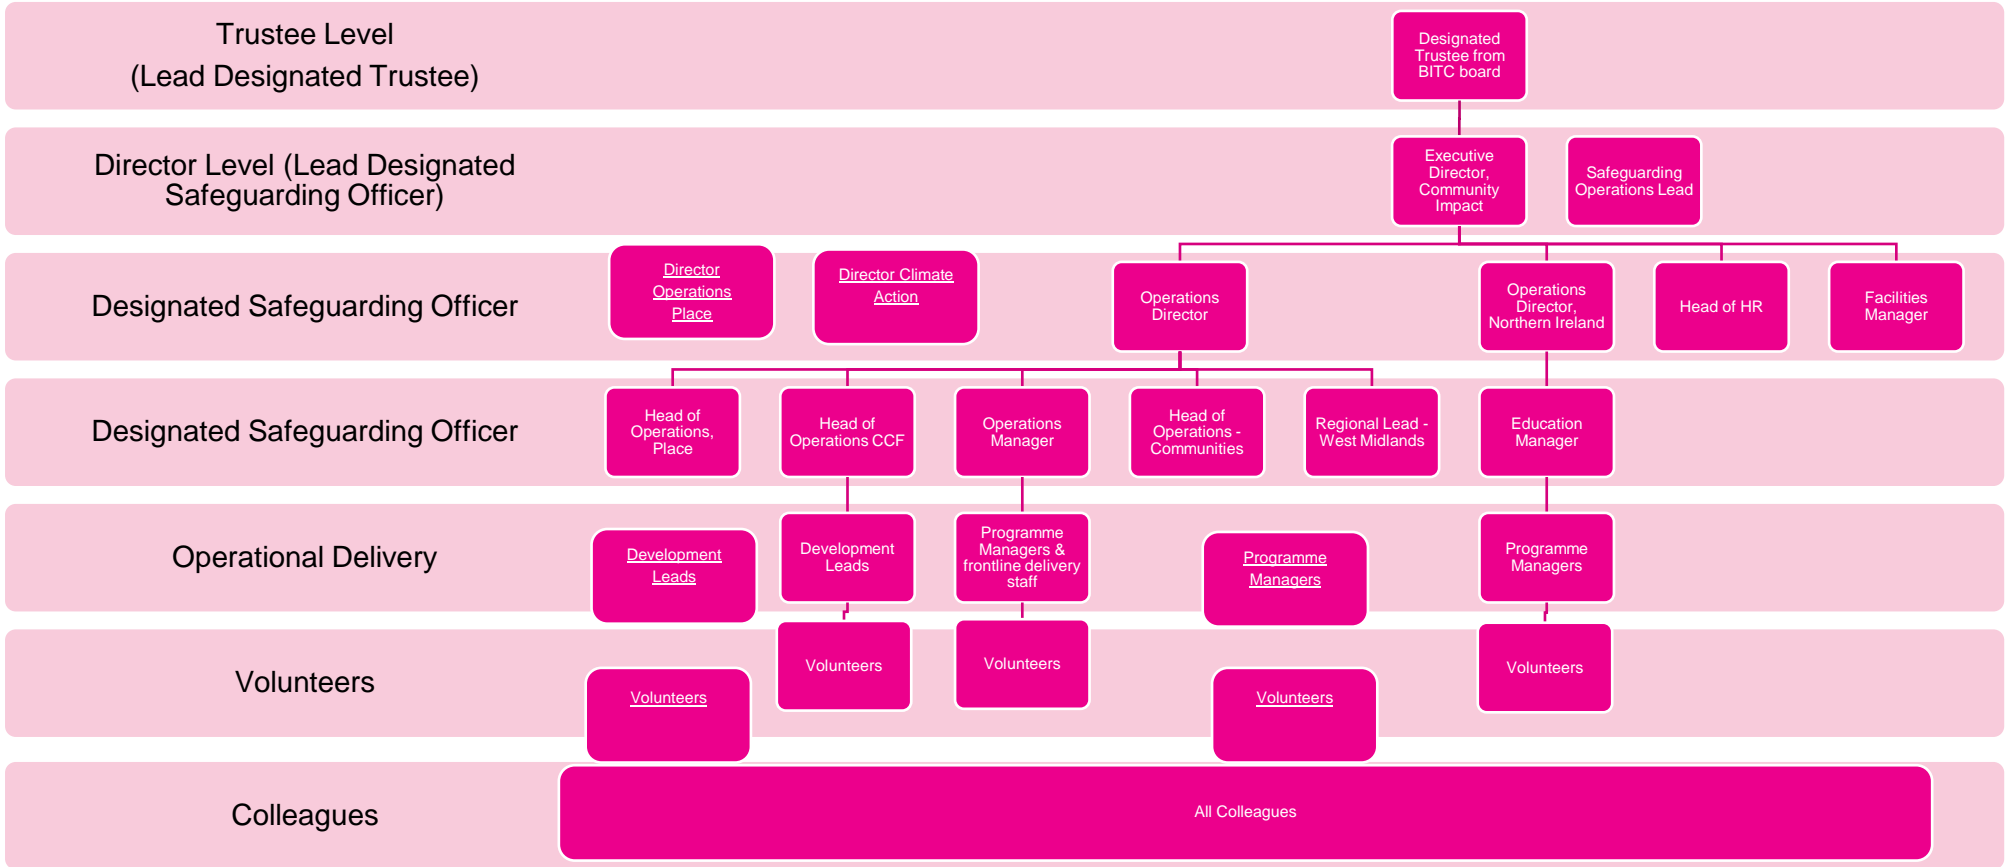 Trustee Level
(Lead Designated Trustee)
Designated
Trustee from
BITC board
Director Level (Lead Designated
Safeguarding Officer)
Executive
Director,
Community
Impact
Safeguarding
Operations Lead
Designated Safeguarding Officer
Director
Operations
Place
Director Climate
Action
Operations
Director
Operations
Director,
Northern Ireland
Head of HR
Facilities
Manager
Designated Safeguarding Officer
Head of
Operations,
Place
Head of
Operations CCF
Operations
Manager
Head of
Operations -
Communities
Regional Lead -
West Midlands
Education
Manager
Operational Delivery
Development
Leads
Development
Leads
Programme
Managers &
frontline delivery
staff
Programme
Managers
Programme
Managers
Volunteers
Volunteers
Volunteers
Volunteers
Volunteers
Volunteers
Colleagues
All Colleagues